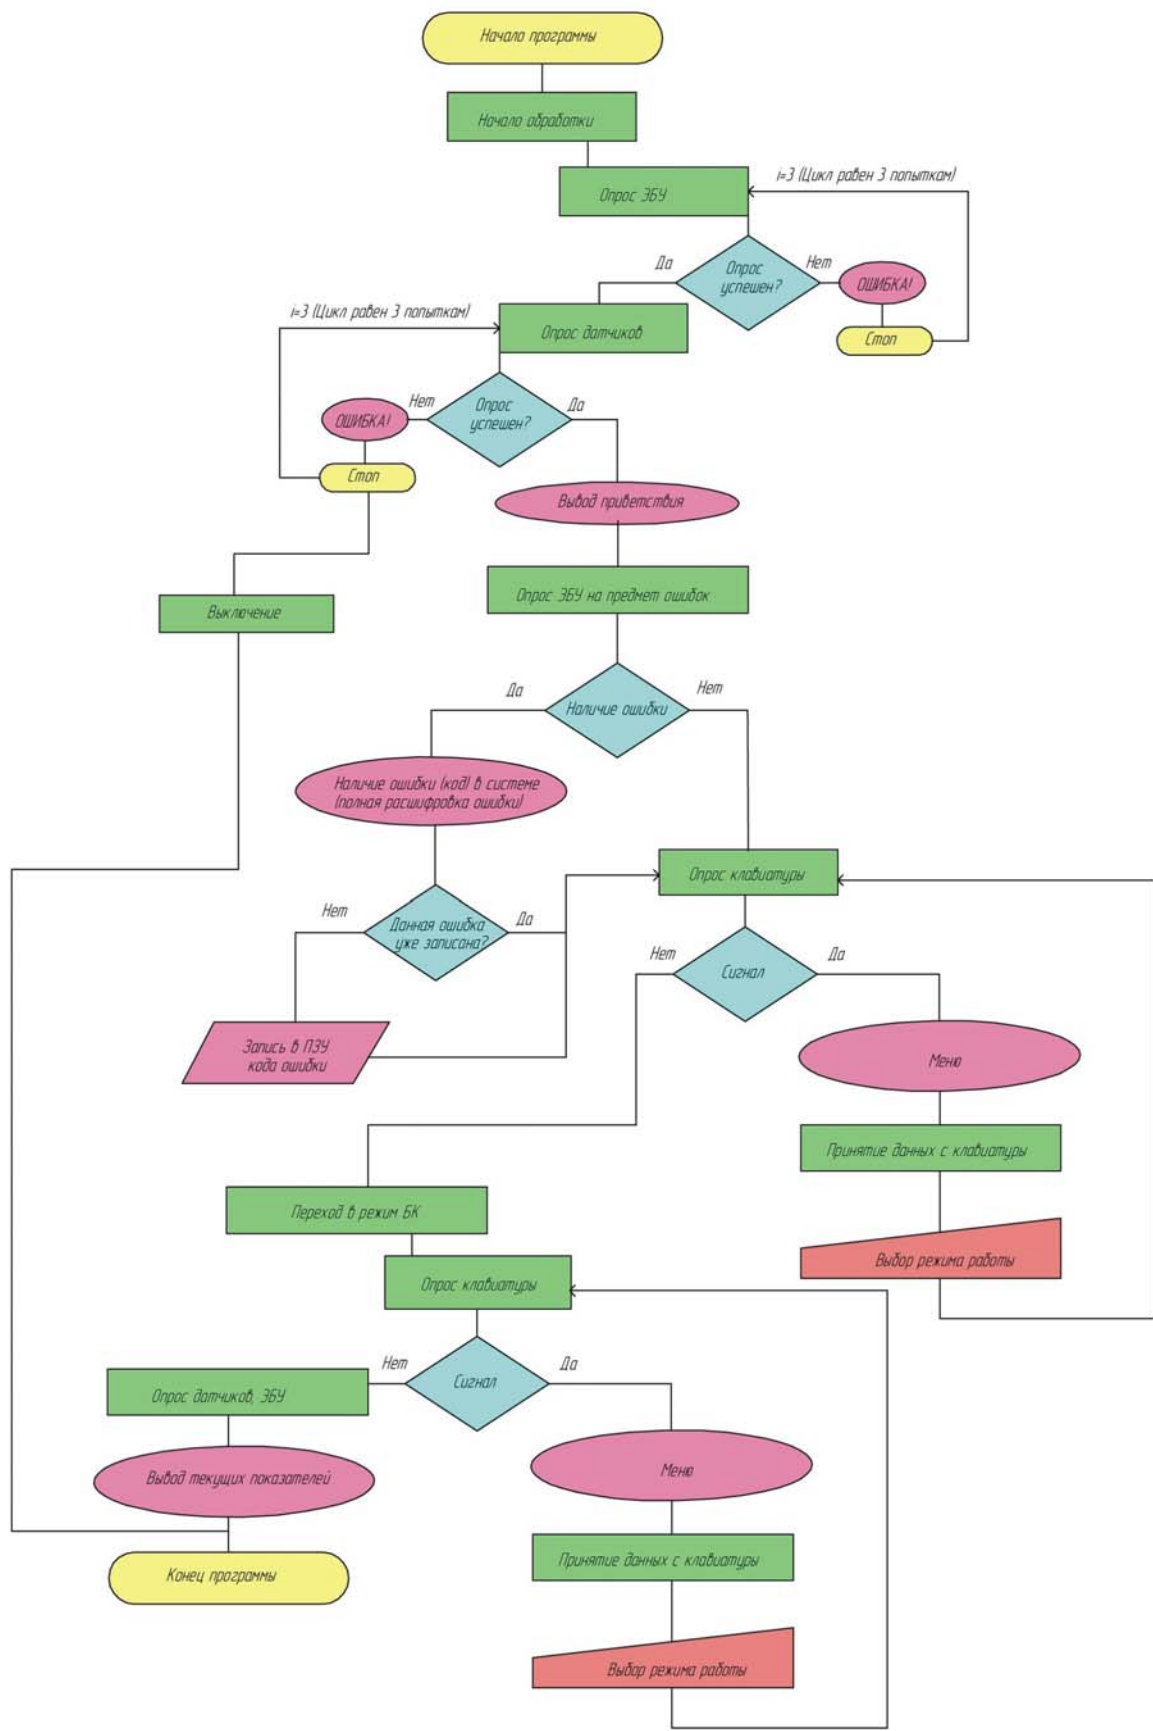 Начало программы
Начало обработки
i=3 (Цикл равен 3 попыткам)
Опрос ЭБУ
Да
Опрос
успешен?
Нет
ОШИБКА!
Стоп
i=3 (Цикл равен 3 попыткам)
Опрос датчиков
ОШИБКА!
Нет
Опрос
успешен?
Да
Стоп
Вывод приветствия
Выключение
Опрос ЭБУ на предмет ошибок
Да
Наличие ошибки
Нет
Наличие ошибки (код) в системе
(полная расшифровка ошибки)
Опрос клавиатуры
Нет
Данная ошибка
уже записана?
Да
Нет
Сигнал
Да
Запись в ПЗУ
кода ошибки
Меню
Принятие данных с клавиатуры
Переход в режим БК
Выбор режима работы
Опрос клавиатуры
Нет
Сигнал
Да
Опрос датчиков, ЭБУ
Вывод текущих показателей
Меню
Принятие данных с клавиатуры
Конец программы
Выбор режима работы